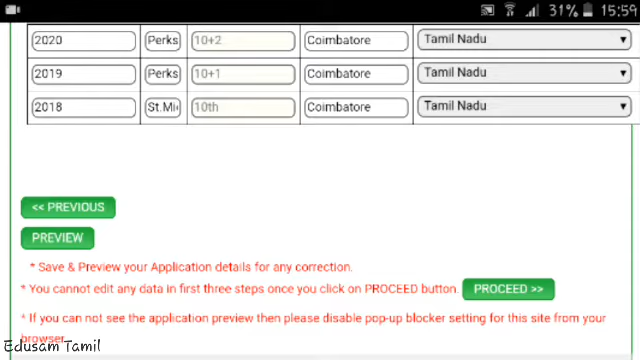 31% 15:59
2020 Perks 10+2 Coimbatore Tamil Nadu
2019 Perks 10+1 Coimbatore Tamil Nadu
2018 St.Mi 10th Coimbatore Tamil Nadu
<< PREVIOUS
PREVIEW
* Save & Preview your Application details for any correction.
* You cannot edit any data in first three steps once you click on PROCEED button. PROCEED >>
* If you can not see the application preview then please disable pop-up blocker setting for this site from your
browser.
Edusam Tamil